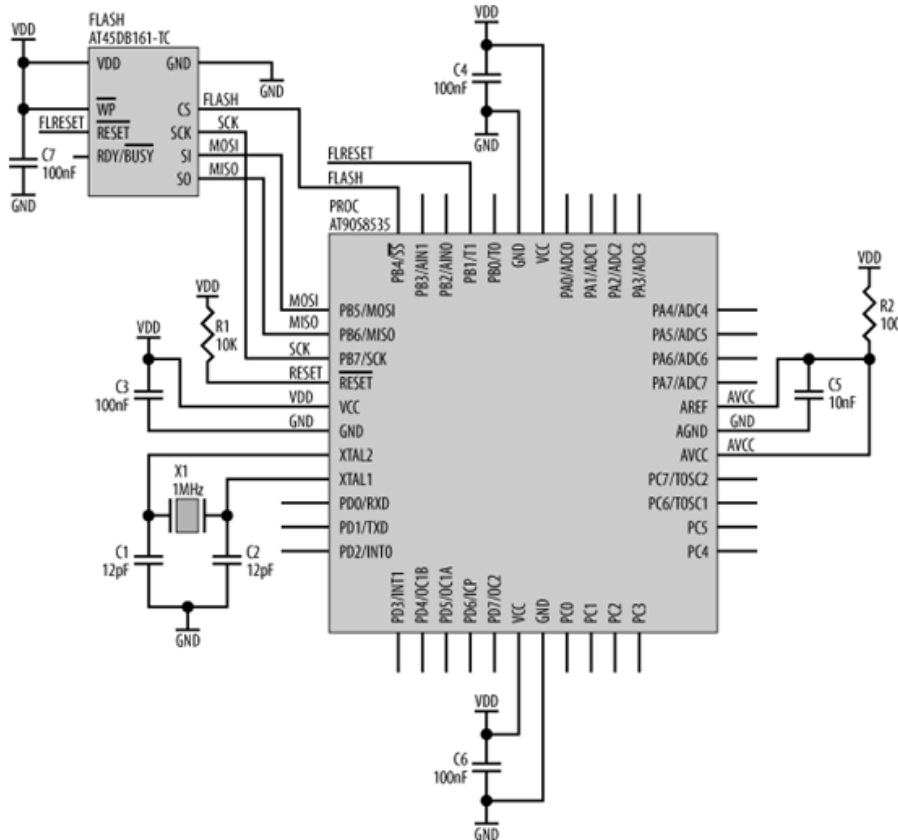 FLASH
AT45DB161-TC
VDD
VDD
GND
GND
WP
CS
FLASH
FLRESET
RESET
SCK
SCK
RDY/BUSY
SI
MOSI
SO
MISO
C7
100nF
GND
VDD
C4
100nF
GND
FLRESET
FLASH
PROC
AT90S8535
PB4/SS
PB3/AIN1
PB2/AIN0
PB1/T1
PB0/T0
GND
VCC
PA0/ADC0
PA1/ADC1
PA2/ADC2
PA3/ADC3
VDD
R1
10K
MOSI
PB5/MOSI
MISO
PB6/MISO
SCK
PB7/SCK
RESET
RESET
VDD
VCC
GND
GND
XTAL2
XTAL1
PD0/RXD
PD1/TXD
PD2/INT0
VDD
C3
100nF
X1
1MHz
C1
12pF
C2
12pF
GND
PA4/ADC4
PA5/ADC5
PA6/ADC6
PA7/ADC7
AREF
AVCC
AGND
GND
AVCC
AVCC
PC7/TOSC2
PC6/TOSC1
PC5
PC4
VDD
R2
C5
10nF
PD3/INT1
PD4/OC1B
PD5/OC1A
PD6/ICP
PD7/OC2
VCC
GND
PC0
PC1
PC2
PC3
VDD
C6
100nF
GND